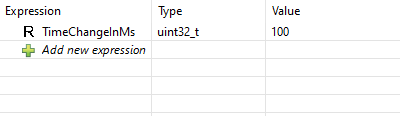 Expression Type Value
R TimeChangeInMs uint32_t 100
Add new expression